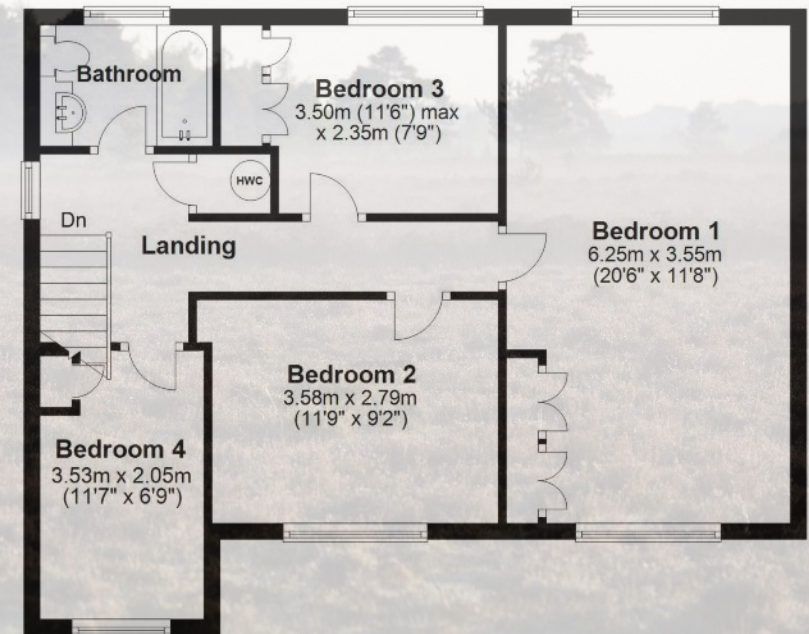 Bathroom
Bedroom 3
3.50m (11'6") max
x 2.35m (7'9")
HWC
Dn
Landing
Bedroom 1
6.25m x 3.55m
(20'6" x 11'8")
Bedroom 2
3.58m x 2.79m
(11'9" x 9'2")
Bedroom 4
3.53m x 2.05m
(11'7" x 6'9")